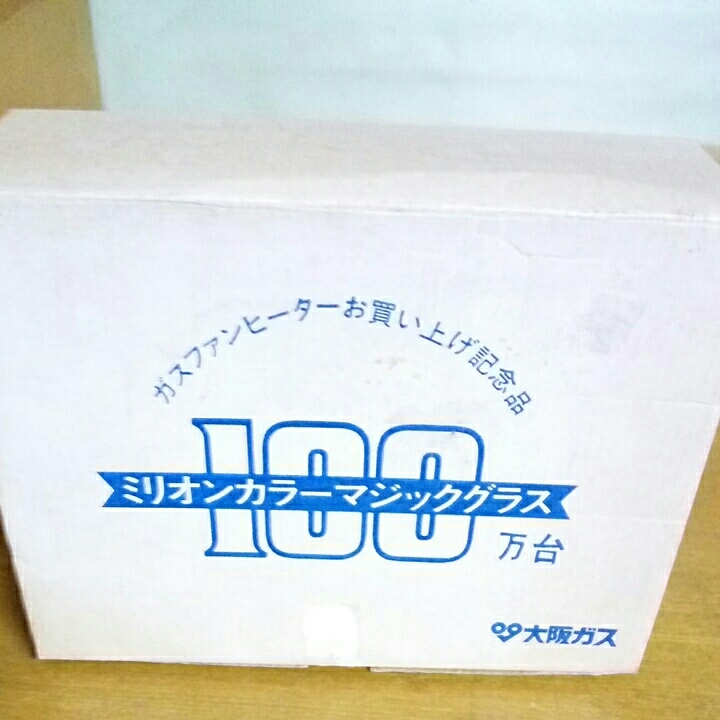 ガスファンヒーターお買い上げ記念品
100
ミリオンカラーマジックグラス
万台
大阪ガス